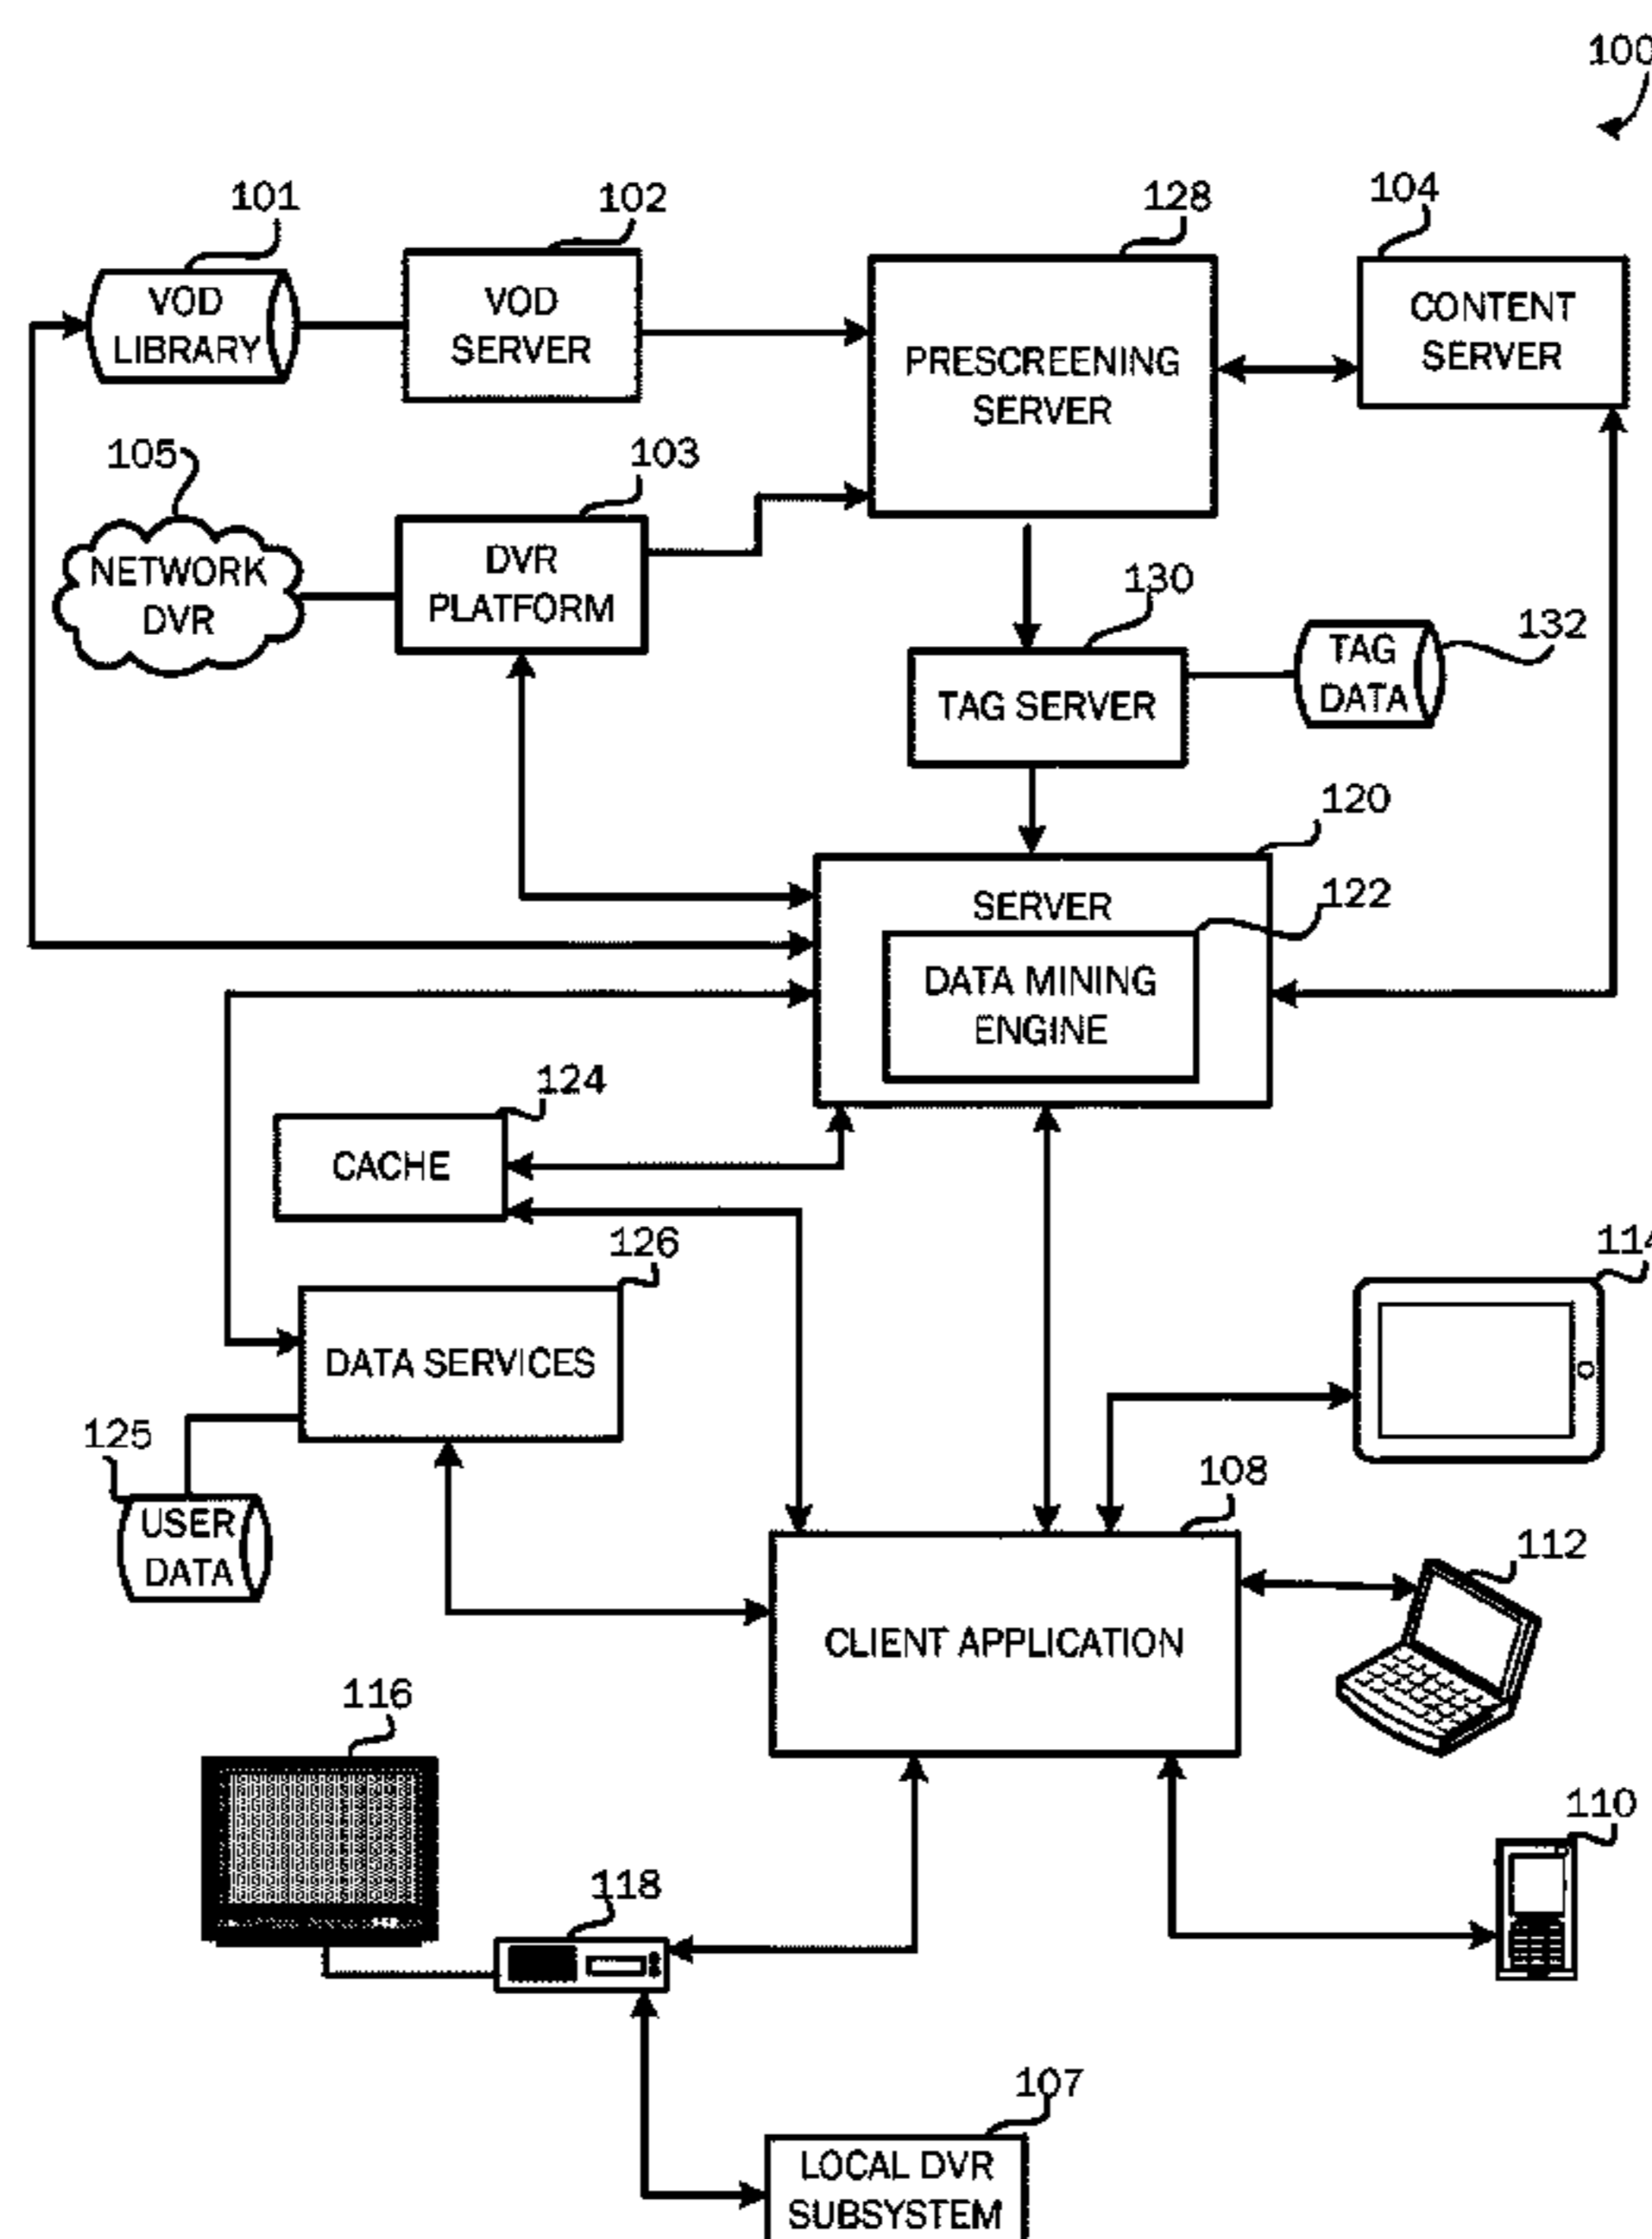 100
101
102
128
104
VOD
LIBRARY
VOD
SERVER
PRESCREENING
SERVER
CONTENT
SERVER
105
103
NETWORK
DVR
DVR
PLATFORM
130
132
TAG SERVER
TAG
DATA
120
SERVER
122
DATA MINING
ENGINE
124
CACHE
126
114
DATA SERVICES
125
USER
DATA
108
112
CLIENT APPLICATION
116
110
118
107
LOCAL DVR
SUBSYSTEM